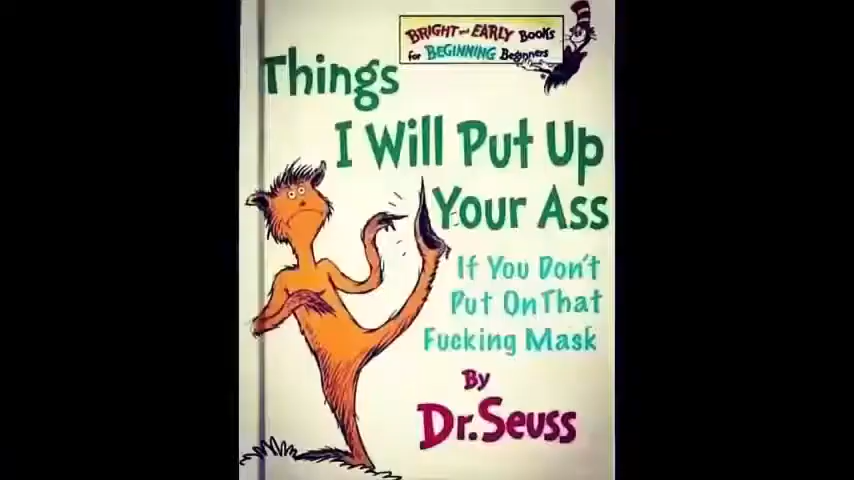 BRIGHT and EARLY Books
for BEGINNING Beginners
Things
I Will Put Up
Your Ass
If You Don't
Put On That
Fucking Mask
By
Dr. Seuss